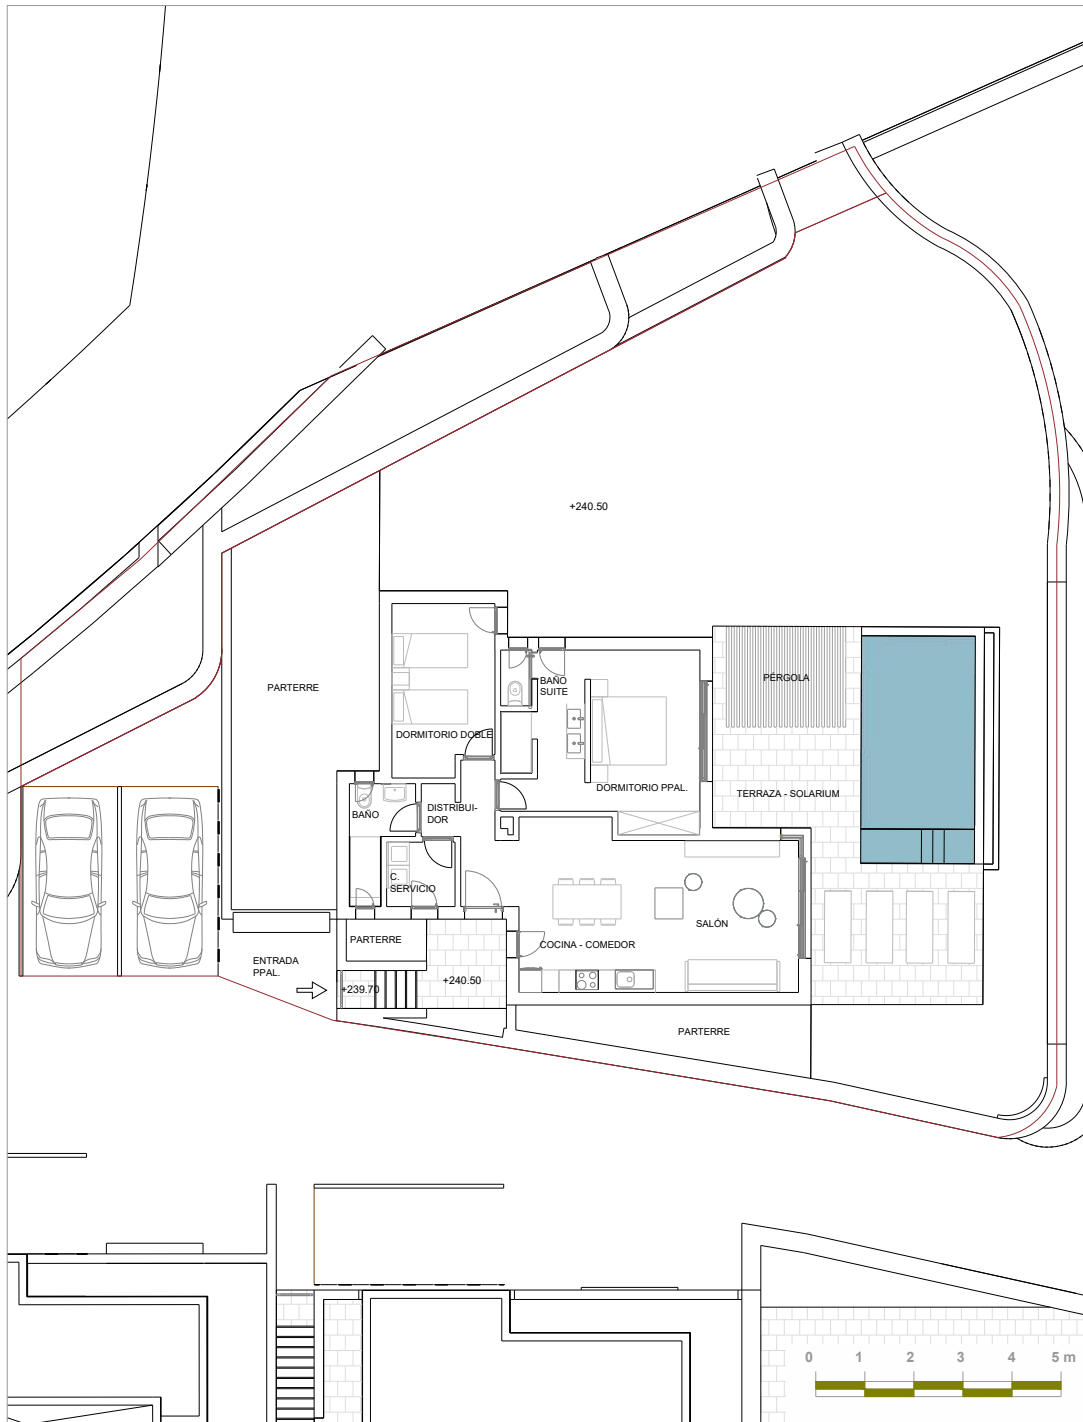 +240.50
PARTERRE
BAÑO
SUITE
PÉRGOLA
DORMITORIO DOBLE
DORMITORIO PPAL.
TERRAZA - SOLARIUM
BAÑO
DISTRIBUI-
DOR
C.
SERVICIO
SALÓN
PARTERRE
COCINA - COMEDOR
ENTRADA
PPAL.
+239.70
+240.50
PARTERRE
0 1 2 3 4 5 m